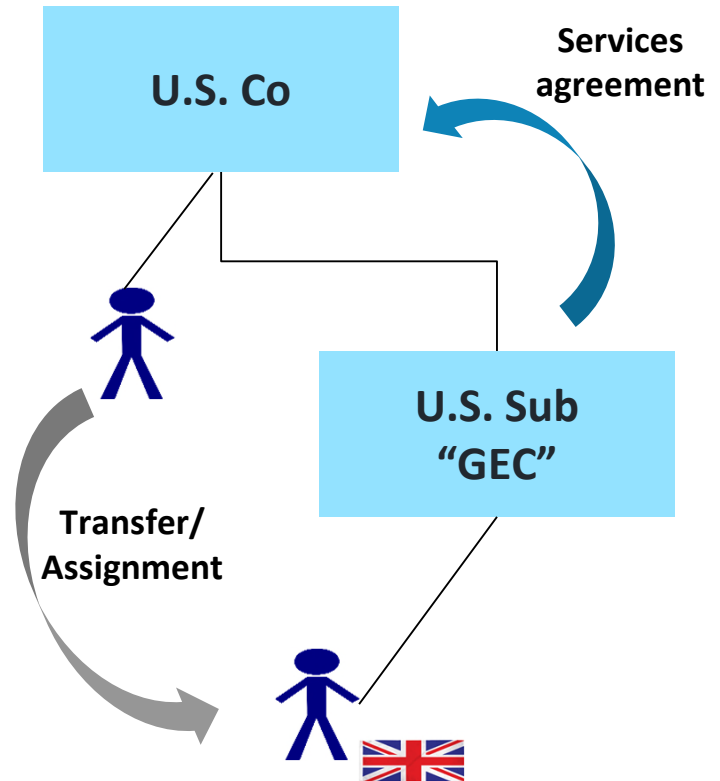 U.S. Co
Services
agreement
U.S. Sub
“GEC”
Transfer/
Assignment